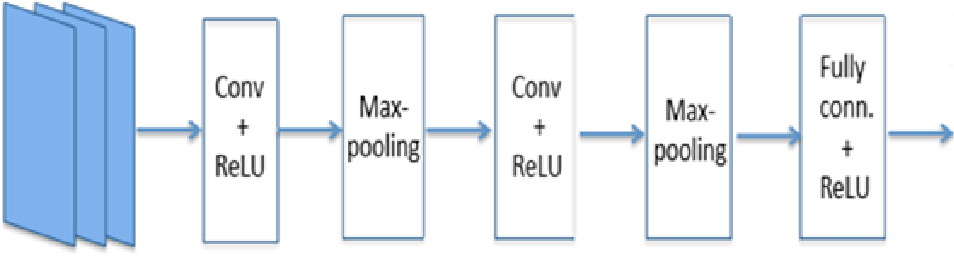 Conv
+
ReLU
Max-
pooling
Conv
+
ReLU
Max-
pooling
Fully
conn.
+
ReLU